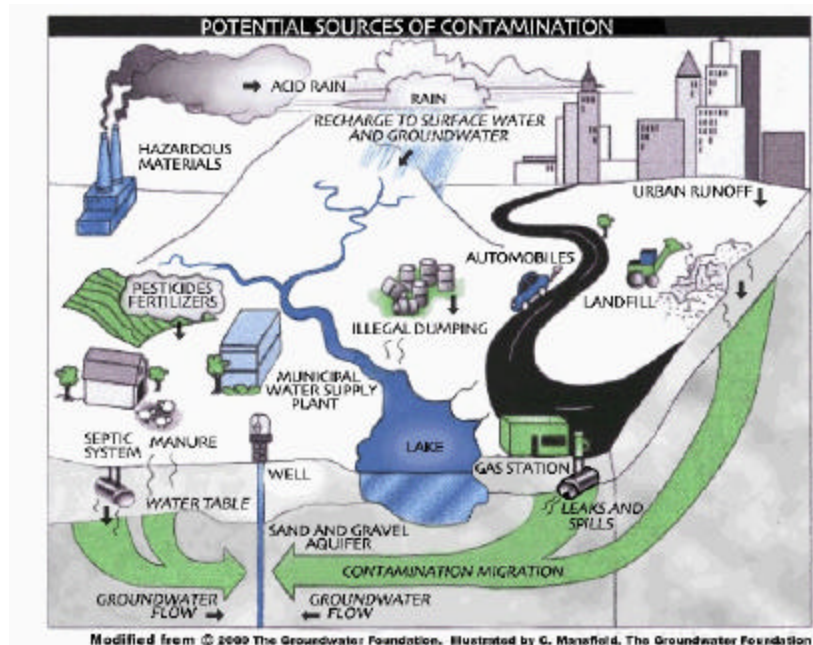 POTENTIAL SOURCES OF CONTAMINATION
ACID RAIN
RAIN
RECHARGE TO SURFACE WATER
AND GROUNDWATER
HAZARDOUS
MATERIALS
URBAN RUNOFF
AUTOMOBILES
PESTICIDES
FERTILIZERS
LANDFILL
ILLEGAL DUMPING
MUNICIPAL
WATER SUPPLY
PLANT
SEPTIC
SYSTEM
MANURE
LAKE
GAS STATION
WELL
WATER TABLE
LEAKS AND
SPILLS
SAND AND GRAVEL
AQUIFER
CONTAMINATION MIGRATION
GROUNDWATER
FLOW
GROUNDWATER
FLOW
Modified from © 2000 The Groundwater Foundation. Illustrated by C. Mansfield, The Groundwater Foundation